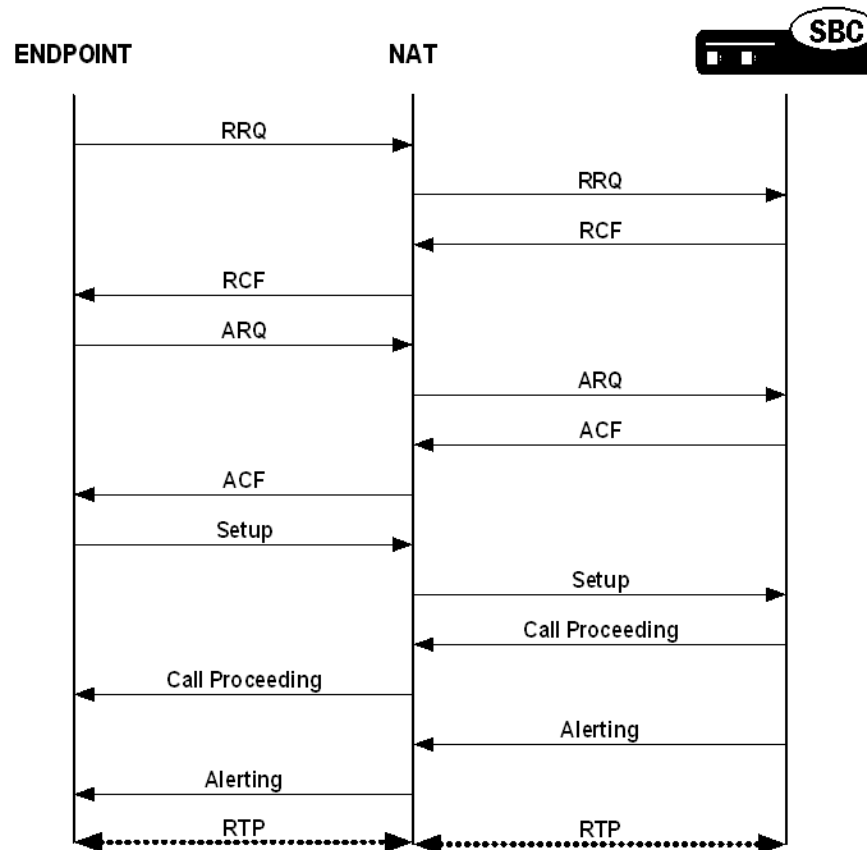 SBC
ENDPOINT NAT
RRQ
RRQ
RCF
RCF
ARQ
ARQ
ACF
ACF
Setup
Setup
Call Proceeding
Call Proceeding
Alerting
Alerting
RTP RTP